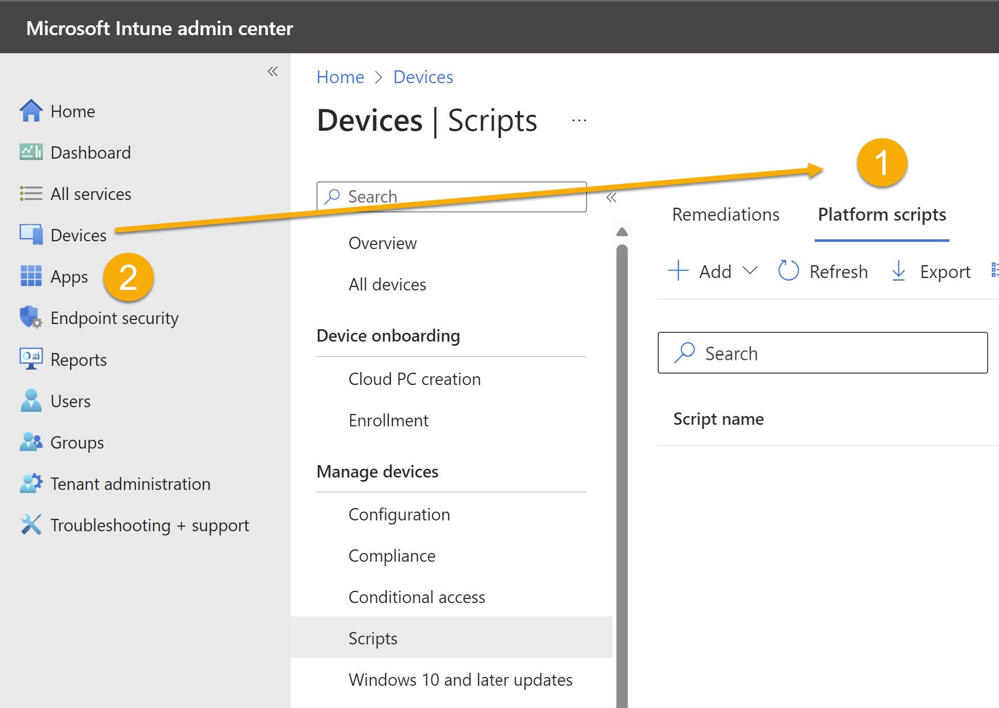 Microsoft Intune admin center
Home
Dashboard
All services
Devices
Apps
2
Endpoint security
Reports
Users
Groups
Tenant administration
Troubleshooting + support
Home > Devices
Devices | Scripts ...
Search
Overview
All devices
Device onboarding
Cloud PC creation
Enrollment
Manage devices
Configuration
Compliance
Conditional access
Scripts
Windows 10 and later updates
1
Remediations Platform scripts
Add Refresh Export
Search
Script name